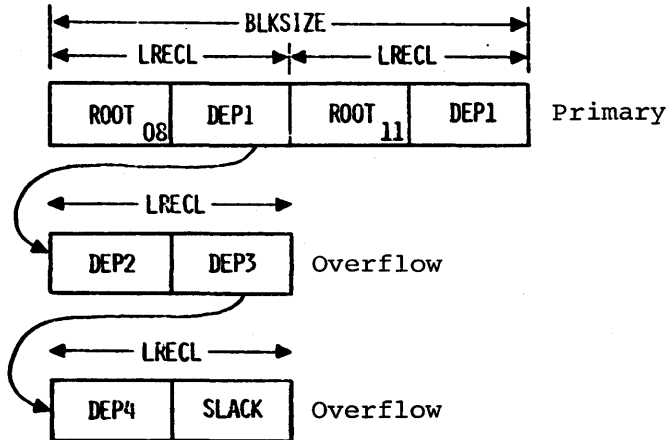 BLKSIZE
LRECL LRECL
ROOT 08 DEP1 ROOT 11 DEP1 Primary
LRECL
DEP2 DEP3 Overflow
LRECL
DEP4 SLACK Overflow